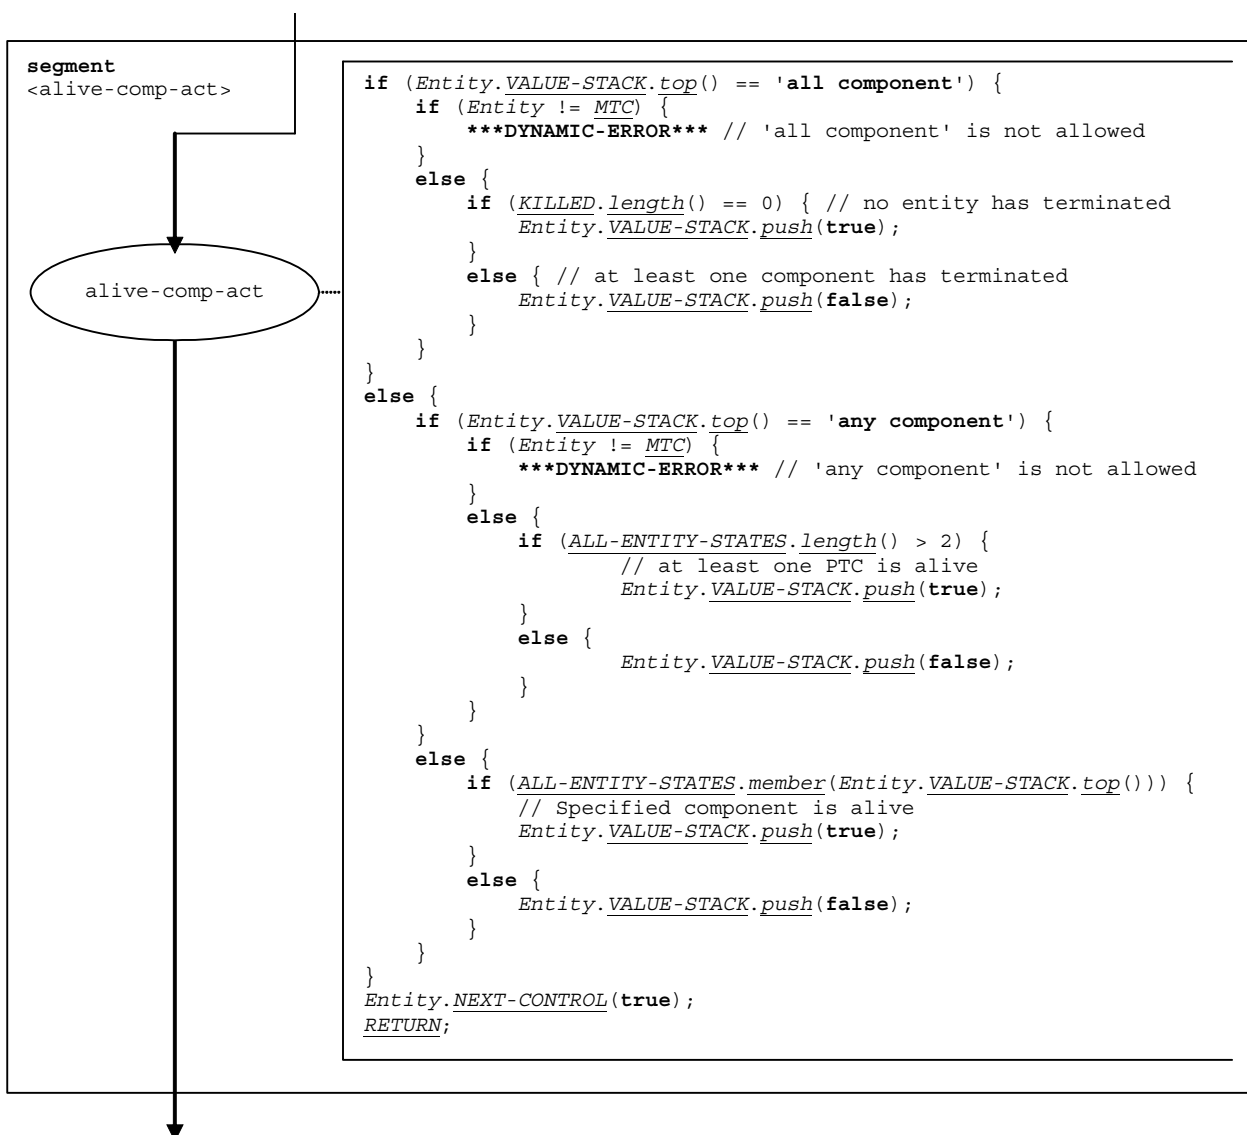 segment
<alive-comp-act>
alive-comp-act
if (Entity.VALUE-STACK.top() == 'all component') {
    if (Entity != MTC) {
        ***DYNAMIC-ERROR*** // 'all component' is not allowed
    }
    else {
        if (KILLED.length() == 0) { // no entity has terminated
            Entity.VALUE-STACK.push(true);
        }
        else { // at least one component has terminated
            Entity.VALUE-STACK.push(false);
        }
    }
}
else {
    if (Entity.VALUE-STACK.top() == 'any component') {
        if (Entity != MTC) {
            ***DYNAMIC-ERROR*** // 'any component' is not allowed
        }
        else {
            if (ALL-ENTITY-STATES.length() > 2) {
                    // at least one PTC is alive
                    Entity.VALUE-STACK.push(true);
            }
            else {
                    Entity.VALUE-STACK.push(false);
            }
        }
    }
    else {
        if (ALL-ENTITY-STATES.member(Entity.VALUE-STACK.top())) {
            // Specified component is alive
            Entity.VALUE-STACK.push(true);
        }
        else {
            Entity.VALUE-STACK.push(false);
        }
    }
}
Entity.NEXT-CONTROL(true);
RETURN;